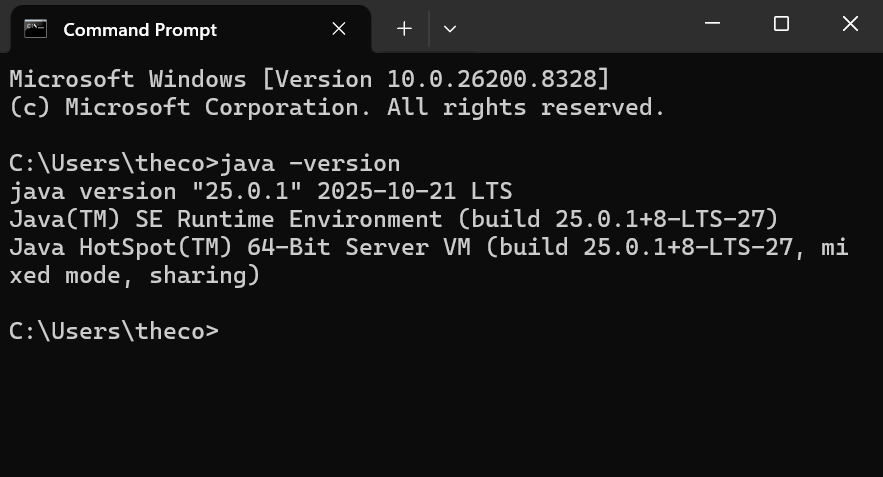 Command Prompt
Microsoft Windows [Version 10.0.26200.8328]
(c) Microsoft Corporation. All rights reserved.
C:\Users\theco>java -version
java version "25.0.1" 2025-10-21 LTS
Java(TM) SE Runtime Environment (build 25.0.1+8-LTS-27)
Java HotSpot(TM) 64-Bit Server VM (build 25.0.1+8-LTS-27, mi
xed mode, sharing)
C:\Users\theco>